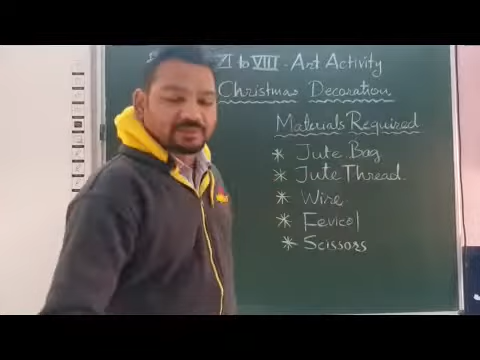 VI to VIII - Art Activity
Christmas Decoration
Materials Required
* Jute Bag
* Jute Thread.
* Wire.
* Fevicol
* Scissors